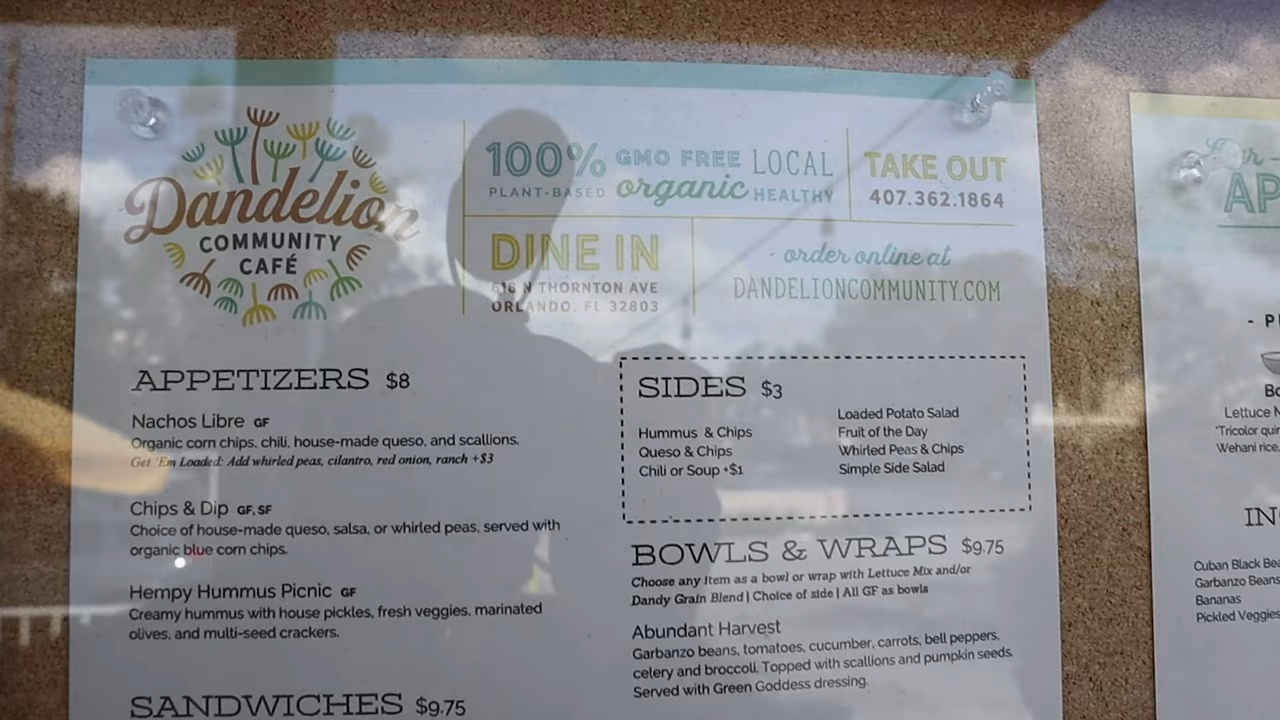 Dandelion
COMMUNITY
CAFÉ
100% GMO FREE LOCAL
PLANT-BASED organic HEALTHY
TAKE OUT
407.362.1864
DINE IN
618 N THORNTON AVE
ORLANDO, FL 32803
order online at
DANDELIONCOMMUNITY.COM
APPETIZERS $8
Nachos Libre GF
Organic corn chips, chili, house-made queso, and scallions.
Get 'Em Loaded: Add whirled peas, cilantro, red onion, ranch +$3
Chips & Dip GF, SF
Choice of house-made queso, salsa, or whirled peas, served with
organic blue corn chips.
Hempy Hummus Picnic GF
Creamy hummus with house pickles, fresh veggies, marinated
olives, and multi-seed crackers.
SANDWICHES $9.75
SIDES $3
Hummus & Chips
Queso & Chips
Chili or Soup +$1
Loaded Potato Salad
Fruit of the Day
Whirled Peas & Chips
Simple Side Salad
BOWLS & WRAPS $9.75
Choose any item as a bowl or wrap with Lettuce Mix and/or
Dandy Grain Blend | Choice of side | All GF as bowls
Abundant Harvest
Garbanzo beans, tomatoes, cucumber, carrots, bell peppers,
celery and broccoli. Topped with scallions and pumpkin seeds.
Served with Green Goddess dressing.
AP
Lettuce
Wehani rice,
IN
Cuban Black
Garbanzo Beans
Bananas
Pickled Veggies